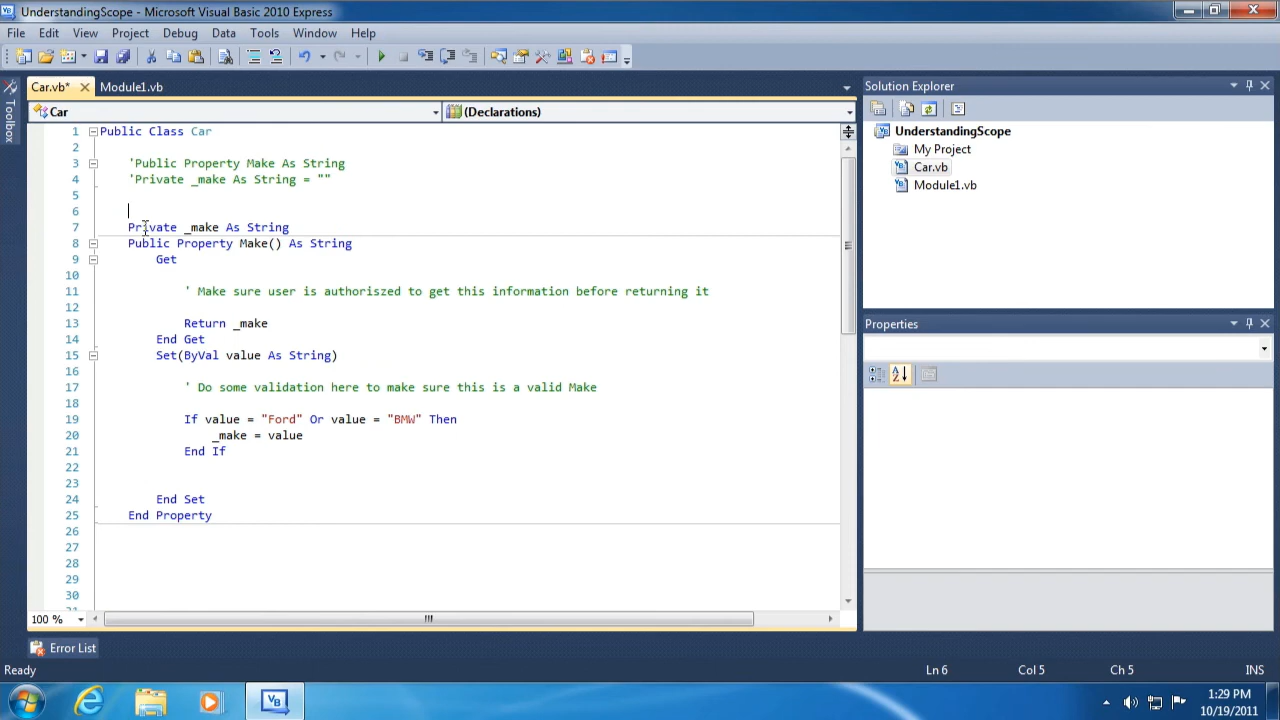 UnderstandingScope - Microsoft Visual Basic 2010 Express
File Edit View Project Debug Data Tools Window Help
Car.vb* Module1.vb
Car (Declarations)
Toolbox
1 Public Class Car
2
3 'Public Property Make As String
4 'Private _make As String = ""
5
6
7 Private _make As String
8 Public Property Make() As String
9 Get
10
11 ' Make sure user is authoriszed to get this information before returning it
12
13 Return _make
14 End Get
15 Set(ByVal value As String)
16
17 ' Do some validation here to make sure this is a valid Make
18
19 If value = "Ford" Or value = "BMW" Then
20 _make = value
21 End If
22
23
24 End Set
25 End Property
26
27
28
29
30
100 %
Solution Explorer
UnderstandingScope
My Project
Car.vb
Module1.vb
Properties
Error List
Ready Ln 6 Col 5 Ch 5 INS
1:29 PM
10/19/2011